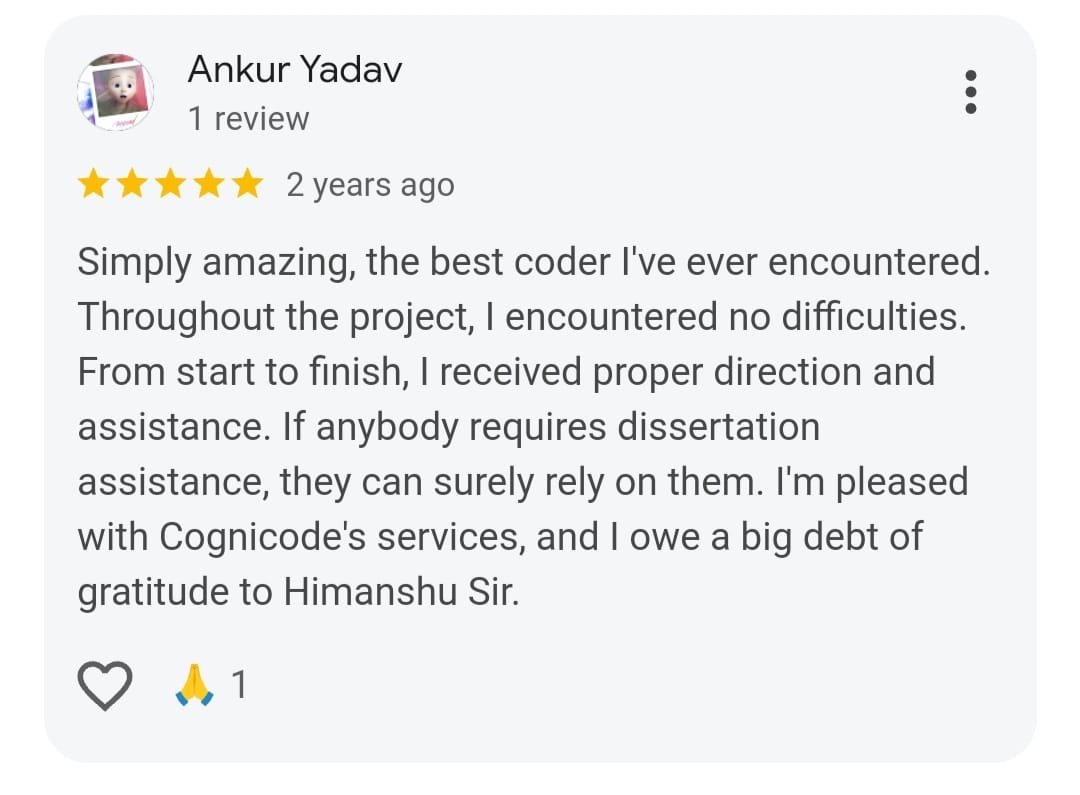 Ankur Yadav
1 review
2 years ago
Simply amazing, the best coder I've ever encountered.
Throughout the project, I encountered no difficulties.
From start to finish, I received proper direction and
assistance. If anybody requires dissertation
assistance, they can surely rely on them. I'm pleased
with Cognicode's services, and I owe a big debt of
gratitude to Himanshu Sir.
1